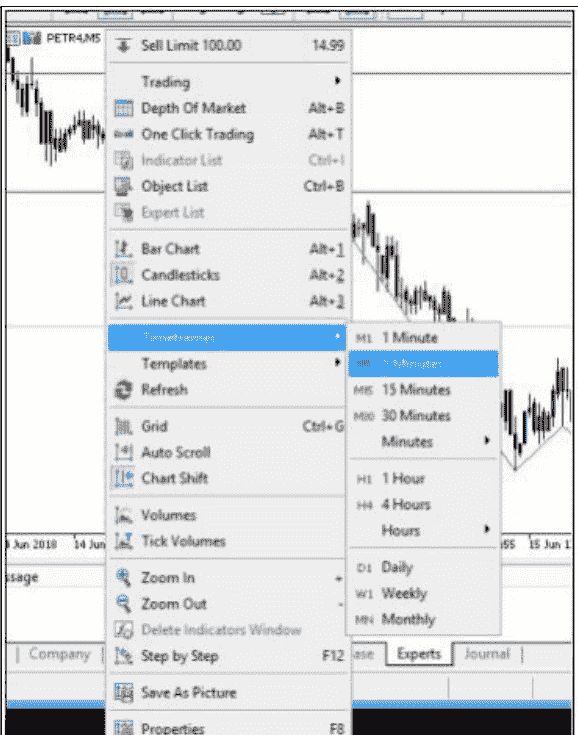 PETR4,M5
Sell Limit 100.00 14.99
Trading
Depth Of Market Alt+B
One Click Trading Alt+T
Indicator List Ctrl+I
Object List Ctrl+B
Expert List
Bar Chart Alt+1
Candlesticks Alt+2
Line Chart Alt+3
Timeframes
M1 1 Minute
Minutes
Templates
Refresh
M15 15 Minutes
M30 30 Minutes
Grid Ctrl+G
Minutes
Auto Scroll
Chart Shift
H1 1 Hour
H4 4 Hours
Volumes
Hours
Jun 2018 14 Jun
15 Jun 1
Tick Volumes
D1 Daily
Zoom In +
W1 Weekly
Zoom Out -
MN Monthly
Delete Indicators Window
Company
Step by Step F12
Experts Journal
Save As Picture
Properties F8